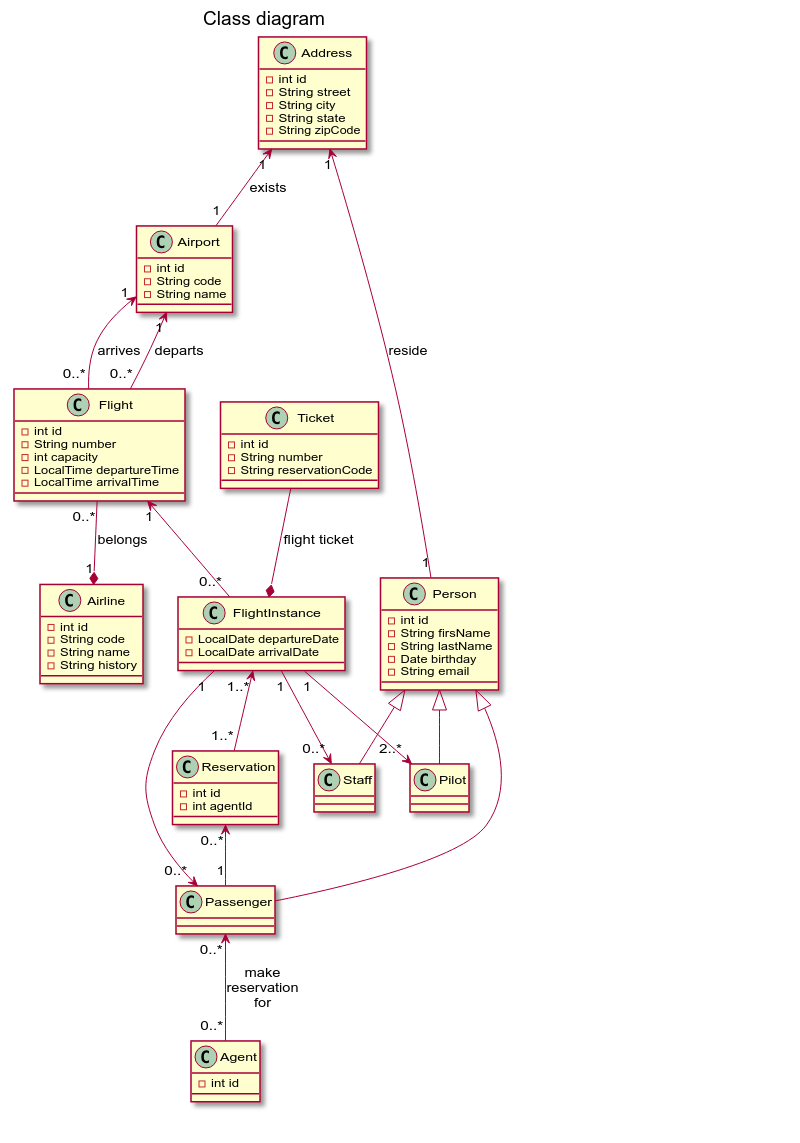 Class diagram
C Address
int id
String street
String city
String state
String zipCode
1
1
exists
1
C Airport
int id
String code
String name
1
1
arrives
departs
reside
0..*
0..*
C Flight
int id
String number
int capacity
LocalTime departureTime
LocalTime arrivalTime
C Ticket
int id
String number
String reservationCode
0..*
1
belongs
flight ticket
1
0..*
1
C Airline
int id
String code
String name
String history
C FlightInstance
LocalDate departureDate
LocalDate arrivalDate
C Person
int id
String firsName
String lastName
Date birthday
String email
1
1..*
1
1
1..*
0..*
2..*
C Reservation
int id
int agentId
C Staff
C Pilot
0..*
0..*
1
C Passenger
0..*
make
reservation
for
0..*
C Agent
int id